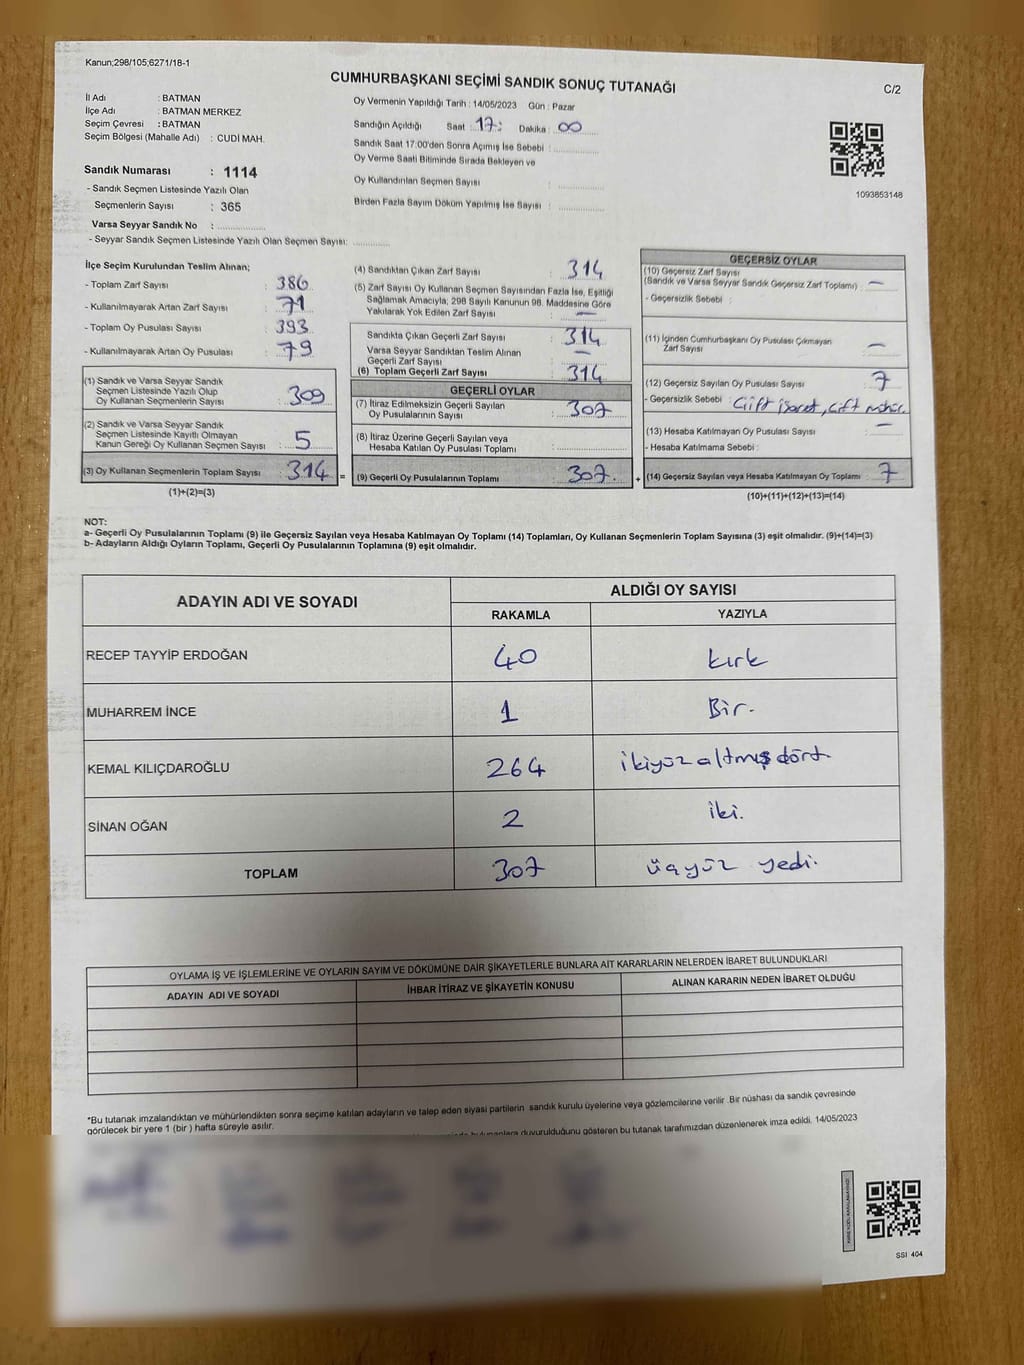 Kanun;298/105;6271/18-1
CUMHURBAŞKANI SEÇİMİ SANDIK SONUÇ TUTANAĞI
C/2
İl Adı : BATMAN
İlçe Adı : BATMAN MERKEZ
Seçim Çevresi : BATMAN
Seçim Bölgesi (Mahalle Adı) : CUDİ MAH.
Oy Vermenin Yapıldığı Tarih : 14/05/2023 Gün : Pazar
Sandığın Açıldığı Saat : 17: Dakika : 00
Sandık Saat 17:00'den Sonra Açımış İse Sebebi :
Oy Verme Saati Bitiminde Sırada Bekleyen ve
Oy Kullandırılan Seçmen Sayısı :
Birden Fazla Sayım Döküm Yapılmış İse Sayısı :
1093853148
Sandık Numarası : 1114
- Sandık Seçmen Listesinde Yazılı Olan
Seçmenlerin Sayısı : 365
Varsa Seyyar Sandık No :
- Seyyar Sandık Seçmen Listesinde Yazılı Olan Seçmen Sayısı:
İlçe Seçim Kurulundan Teslim Alınan;
- Toplam Zarf Sayısı : 386
- Kullanılmayarak Artan Zarf Sayısı : 71
- Toplam Oy Pusulası Sayısı : 393
- Kullanılmayarak Artan Oy Pusulası : 79
(1) Sandık ve Varsa Seyyar Sandık
Seçmen Listesinde Yazılı Olup
Oy Kullanan Seçmenlerin Sayısı : 309
(2) Sandık ve Varsa Seyyar Sandık
Seçmen Listesinde Kayıtlı Olmayan
Kanun Gereği Oy Kullanan Seçmen Sayısı : 5
(3) Oy Kullanan Seçmenlerin Toplam Sayısı : 314
(1)+(2)=(3)
=
(4) Sandıktan Çıkan Zarf Sayısı : 314
(5) Zarf Sayısı Oy Kullanan Seçmen Sayısından Fazla İse, Eşitliği
Sağlamak Amacıyla, 298 Sayılı Kanunun 98. Maddesine Göre
Yakılarak Yok Edilen Zarf Sayısı : —
Sandıkta Çıkan Geçerli Zarf Sayısı : 314
Varsa Seyyar Sandıktan Teslim Alınan
Geçerli Zarf Sayısı : —
(6) Toplam Geçerli Zarf Sayısı : 314
GEÇERLİ OYLAR
(7) İtiraz Edilmeksizin Geçerli Sayılan
Oy Pusulalarının Sayısı : 307
(8) İtiraz Üzerine Geçerli Sayılan veya
Hesaba Katılan Oy Pusulası Toplamı :
(9) Geçerli Oy Pusulalarının Toplamı : 307.
+
GEÇERSİZ OYLAR
(10) Geçersiz Zarf Sayısı
(Sandık ve Varsa Seyyar Sandık Geçersiz Zarf Toplamı) : —
- Geçersizlik Sebebi :
(11) İçinden Cumhurbaşkanı Oy Pusulası Çıkmayan
Zarf Sayısı : —
(12) Geçersiz Sayılan Oy Pusulası Sayısı : 7
- Geçersizlik Sebebi : Çift işaret, çift mühür.
(13) Hesaba Katılmayan Oy Pusulası Sayısı : —
- Hesaba Katılmama Sebebi :
(14) Geçersiz Sayılan veya Hesaba Katılmayan Oy Toplamı : 7
(10)+(11)+(12)+(13)=(14)
NOT:
a- Geçerli Oy Pusulalarının Toplamı (9) ile Geçersiz Sayılan veya Hesaba Katılmayan Oy Toplamı (14) Toplamları, Oy Kullanan Seçmenlerin Toplam Sayısına (3) eşit olmalıdır. (9)+(14)=(3)
b- Adayların Aldığı Oyların Toplamı, Geçerli Oy Pusulalarının Toplamına (9) eşit olmalıdır.
ADAYIN ADI VE SOYADI ALDIĞI OY SAYISI
RAKAMLA YAZIYLA
RECEP TAYYİP ERDOĞAN 40 kırk
MUHARREM İNCE 1 Bir.
KEMAL KILIÇDAROĞLU 264 ikiyüz altmış dört
SİNAN OĞAN 2 iki.
TOPLAM 307 üçyüz yedi.
OYLAMA İŞ VE İŞLEMLERİNE VE OYLARIN SAYIM VE DÖKÜMÜNE DAİR ŞİKAYETLERLE BUNLARA AİT KARARLARIN NELERDEN İBARET BULUNDUKLARI
ADAYIN ADI VE SOYADI İHBAR İTİRAZ VE ŞİKAYETİN KONUSU ALINAN KARARIN NEDEN İBARET OLDUĞU
*Bu tutanak imzalandıktan ve mühürlendikten sonra seçime katılan adayların ve talep eden siyasi partilerin sandık kurulu üyelerine veya gözlemcilerine verilir. Bir nüshası da sandık çevresinde
görülecek bir yere 1 (bir ) hafta süreyle asılır.
duyurulduğunu gösteren bu tutanak tarafımızdan düzenlenerek imza edildi. 14/05/2023
SSI 404